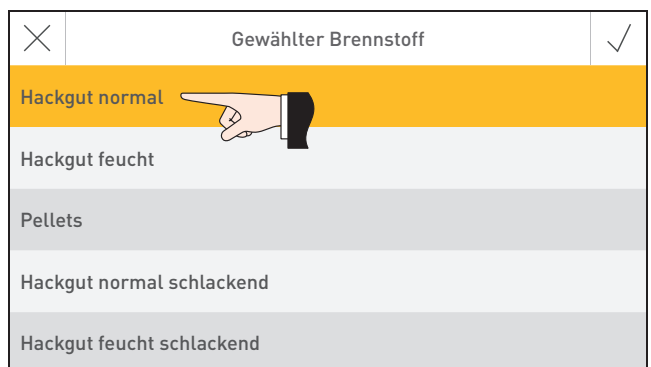 Gewählter Brennstoff
Hackgut normal
Hackgut feucht
Pellets
Hackgut normal schlackend
Hackgut feucht schlackend